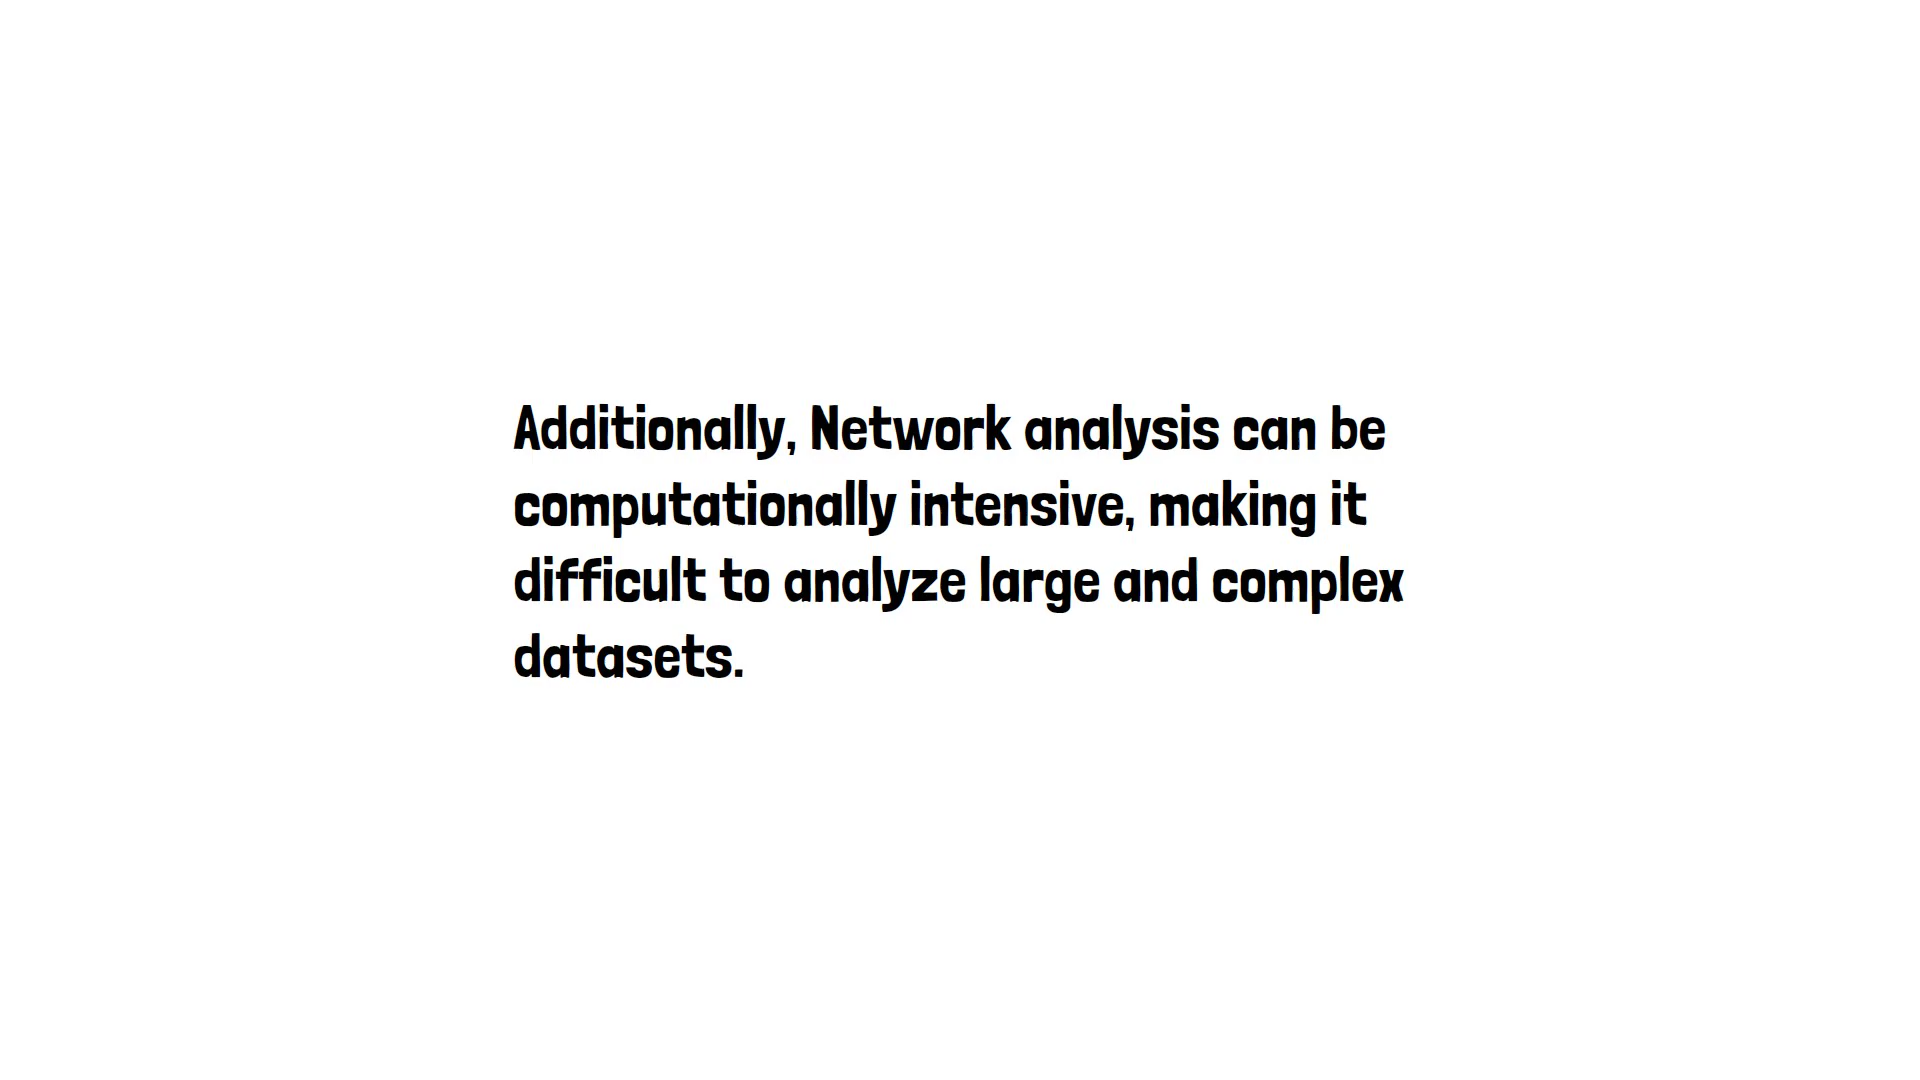 Additionally, Network analysis can be
computationally intensive, making it
difficult to analyze large and complex
datasets.